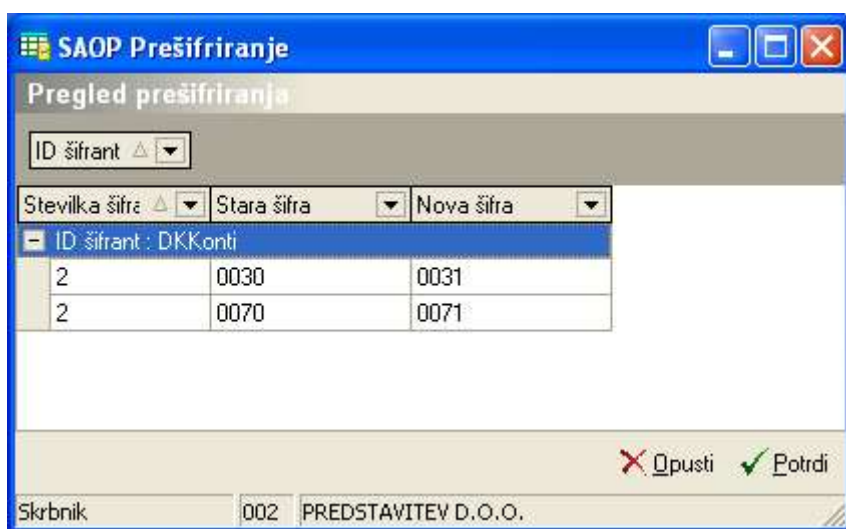 SAOP Prešifriranje
Pregled prešifriranja
ID šifrant
Stevilka šifra Stara šifra Nova šifra
ID šifrant : DKKonti
2 0030 0031
2 0070 0071
Opusti Potrdi
Skrbnik 002 PREDSTAVITEV D.O.O.